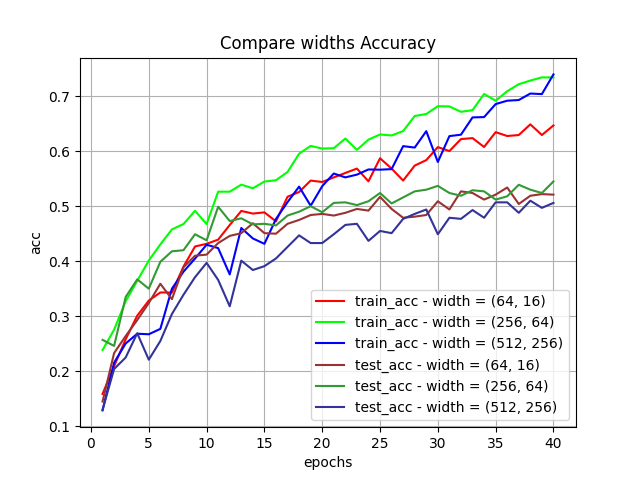 Compare widths Accuracy
acc
0.7
0.6
0.5
0.4
0.3
0.2
0.1
train_acc - width = (64, 16)
train_acc - width = (256, 64)
train_acc - width = (512, 256)
test_acc - width = (64, 16)
test_acc - width = (256, 64)
test_acc - width = (512, 256)
0 5 10 15 20 25 30 35 40
epochs